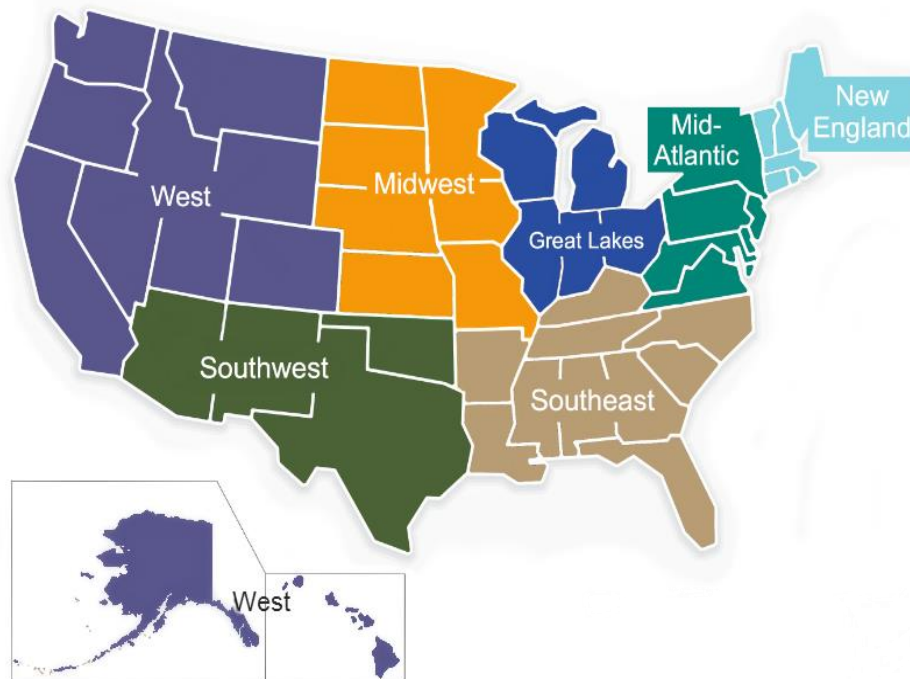 New
England
Mid-
Atlantic
Midwest
West
Great Lakes
Southwest
Southeast
West